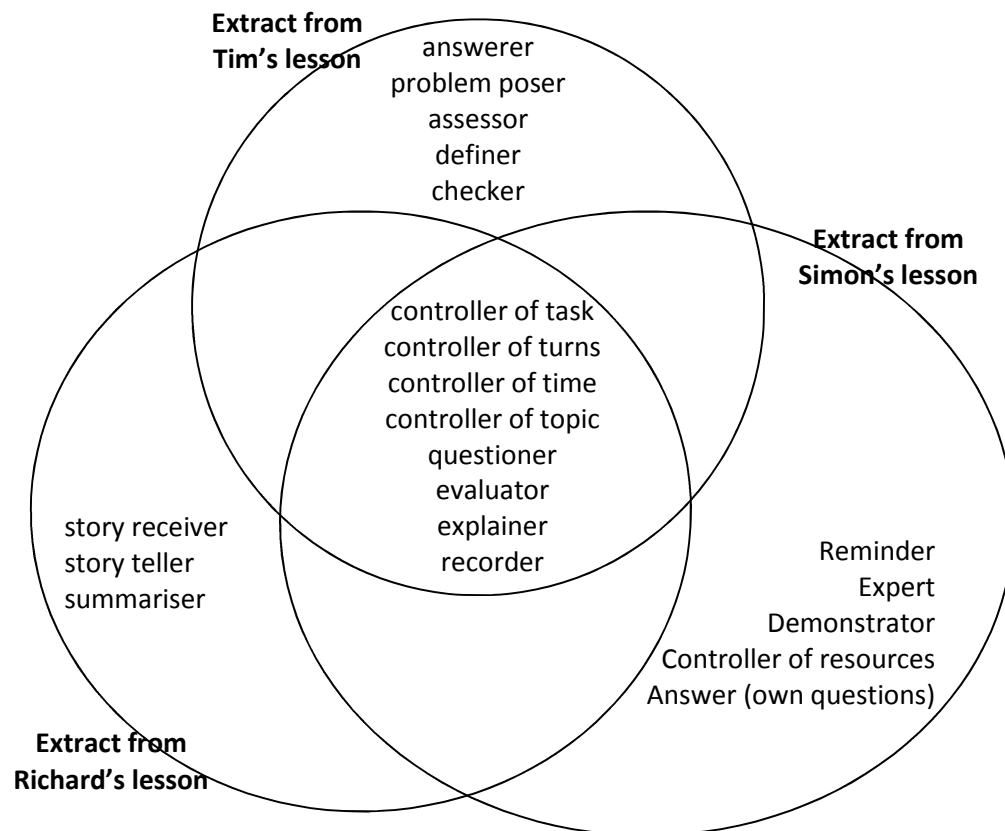 Extract from
Tim’s lesson
answerer
problem poser
assessor
definer
checker
Extract from
Simon’s lesson
controller of task
controller of turns
controller of time
controller of topic
questioner
evaluator
explainer
recorder
story receiver
story teller
summariser
Reminder
Expert
Demonstrator
Controller of resources
Answer (own questions)
Extract from
Richard’s lesson